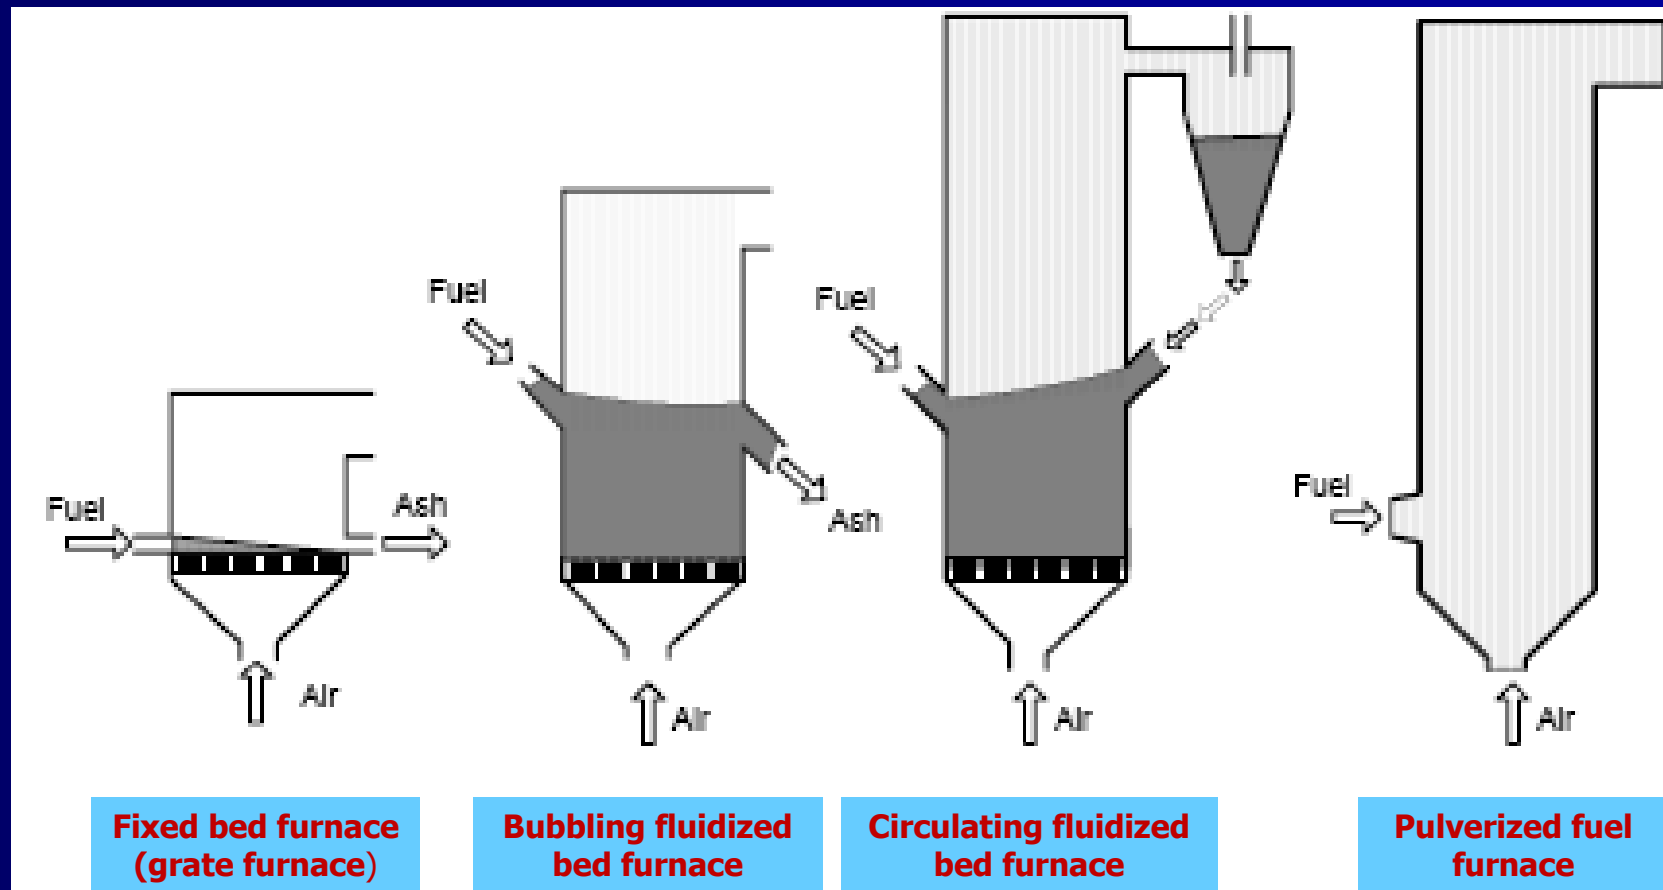 Fuel
Ash
Air
Fuel
Ash
Air
Fuel
Air
Fuel
Air
Fixed bed furnace
(grate furnace)
Bubbling fluidized
bed furnace
Circulating fluidized
bed furnace
Pulverized fuel
furnace